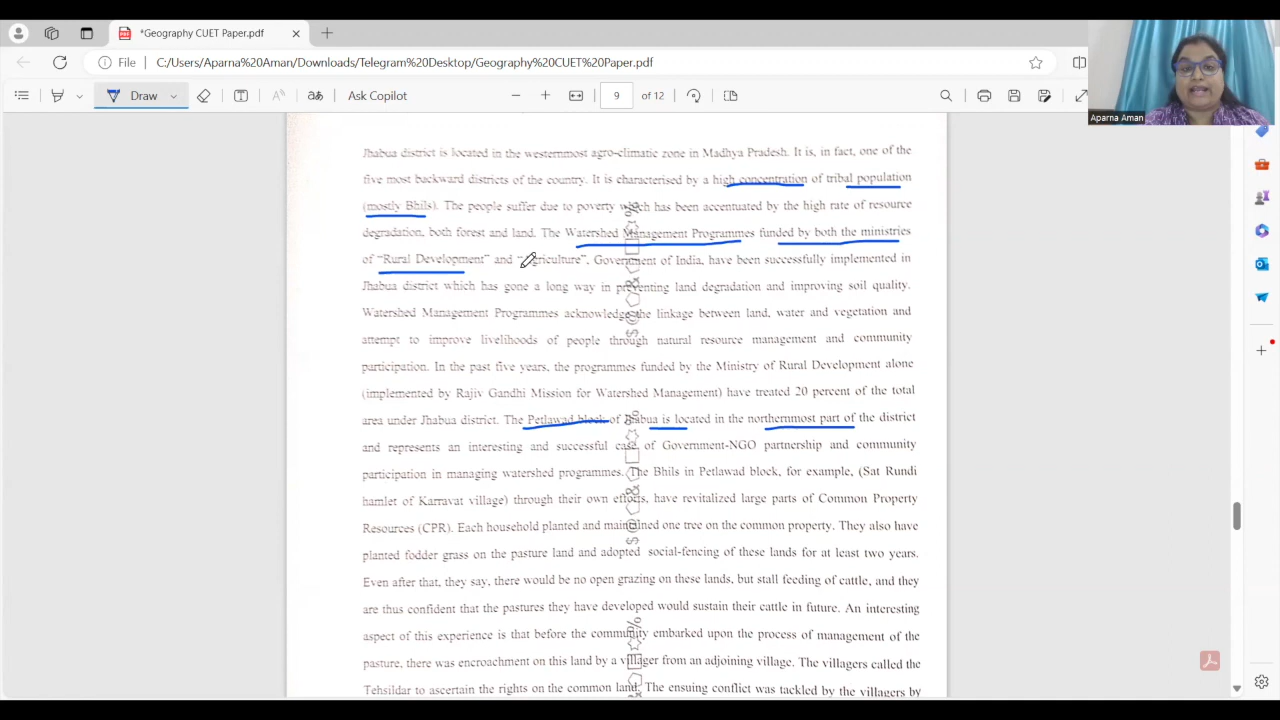 *Geography CUET Paper.pdf
File C:/Users/Aparna%20Aman/Downloads/Telegram%20Desktop/Geography%20CUET%20Paper.pdf
Draw Ask Copilot 9 of 12
Aparna Aman
Jhabua district is located in the westernmost agro-climatic zone in Madhya Pradesh. It is, in fact, one of the
five most backward districts of the country. It is characterised by a high concentration of tribal population
(mostly Bhils). The people suffer due to poverty which has been accentuated by the high rate of resource
degradation, both forest and land. The Watershed Management Programmes funded by both the ministries
of "Rural Development" and "Agriculture", Government of India, have been successfully implemented in
Jhabua district which has gone a long way in preventing land degradation and improving soil quality.
Watershed Management Programmes acknowledge the linkage between land, water and vegetation and
attempt to improve livelihoods of people through natural resource management and community
participation. In the past five years, the programmes funded by the Ministry of Rural Development alone
(implemented by Rajiv Gandhi Mission for Watershed Management) have treated 20 percent of the total
area under Jhabua district. The Petlawad block of Jhabua is located in the northernmost part of the district
and represents an interesting and successful case of Government-NGO partnership and community
participation in managing watershed programmes. The Bhils in Petlawad block, for example, (Sat Rundi
hamlet of Karravat village) through their own efforts, have revitalized large parts of Common Property
Resources (CPR). Each household planted and maintained one tree on the common property. They also have
planted fodder grass on the pasture land and adopted social-fencing of these lands for at least two years.
Even after that, they say, there would be no open grazing on these lands, but stall feeding of cattle, and they
are thus confident that the pastures they have developed would sustain their cattle in future. An interesting
aspect of this experience is that before the community embarked upon the process of management of the
pasture, there was encroachment on this land by a villager from an adjoining village. The villagers called the
Tehsildar to ascertain the rights on the common land. The ensuing conflict was tackled by the villagers by